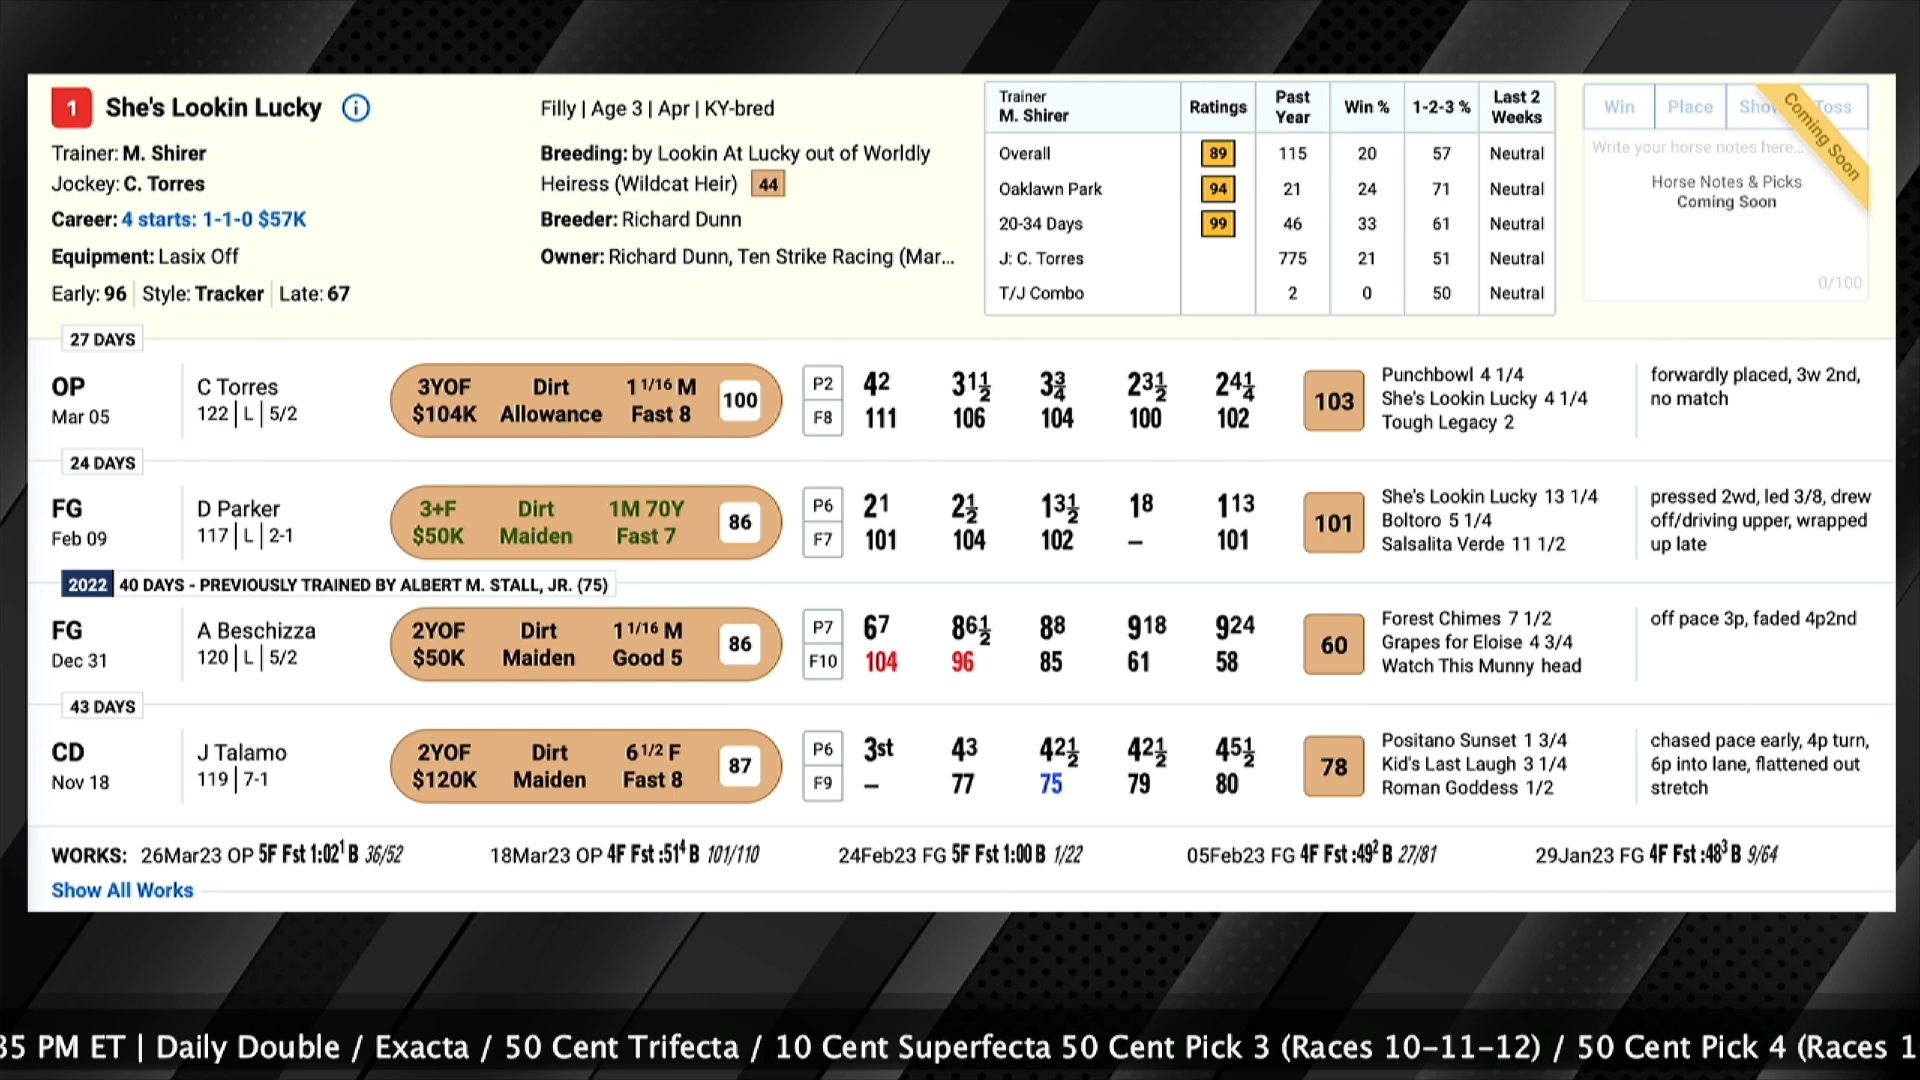 1 She's Lookin Lucky i
Trainer: M. Shirer
Jockey: C. Torres
Career: 4 starts: 1-1-0 $57K
Equipment: Lasix Off
Early: 96 | Style: Tracker | Late: 67
Filly | Age 3 | Apr | KY-bred
Breeding: by Lookin At Lucky out of Worldly
Heiress (Wildcat Heir) 44
Breeder: Richard Dunn
Owner: Richard Dunn, Ten Strike Racing (Mar...
Trainer M. Shirer Ratings Past Year Win % 1-2-3 % Last 2 Weeks
Overall 89 115 20 57 Neutral
Oaklawn Park 94 21 24 71 Neutral
20-34 Days 99 46 33 61 Neutral
J: C. Torres 775 21 51 Neutral
T/J Combo 2 0 50 Neutral
Win Place Show Toss
Coming Soon
Write your horse notes here...
Horse Notes & Picks
Coming Soon
0/100
27 DAYS
OP
Mar 05
C Torres
122 | L | 5/2
3YOF Dirt 1 1/16 M
$104K Allowance Fast 8
100
P2 4² 3¹½ 3¾ 2³½ 2⁴¼
F8 111 106 104 100 102
103
Punchbowl 4 1/4
She's Lookin Lucky 4 1/4
Tough Legacy 2
forwardly placed, 3w 2nd,
no match
24 DAYS
FG
Feb 09
D Parker
117 | L | 2-1
3+F Dirt 1M 70Y
$50K Maiden Fast 7
86
P6 2¹ 2½ 1³½ 1⁸ 1¹³
F7 101 104 102 – 101
101
She's Lookin Lucky 13 1/4
Boltoro 5 1/4
Salsalita Verde 11 1/2
pressed 2wd, led 3/8, drew
off/driving upper, wrapped
up late
2022 40 DAYS - PREVIOUSLY TRAINED BY ALBERT M. STALL, JR. (75)
FG
Dec 31
A Beschizza
120 | L | 5/2
2YOF Dirt 1 1/16 M
$50K Maiden Good 5
86
P7 6⁷ 8⁶½ 8⁸ 9¹⁸ 9²⁴
F10 104 96 85 61 58
60
Forest Chimes 7 1/2
Grapes for Eloise 4 3/4
Watch This Munny head
off pace 3p, faded 4p2nd
43 DAYS
CD
Nov 18
J Talamo
119 | 7-1
2YOF Dirt 6 1/2 F
$120K Maiden Fast 8
87
P6 3st 4³ 4²½ 4²½ 4⁵½
F9 – 77 75 79 80
78
Positano Sunset 1 3/4
Kid's Last Laugh 3 1/4
Roman Goddess 1/2
chased pace early, 4p turn,
6p into lane, flattened out
stretch
WORKS: 26Mar23 OP 5F Fst 1:02¹ B 36/52 18Mar23 OP 4F Fst :51⁴ B 101/110 24Feb23 FG 5F Fst 1:00 B 1/22 05Feb23 FG 4F Fst :49² B 27/81 29Jan23 FG 4F Fst :48³ B 9/64
Show All Works
35 PM ET | Daily Double / Exacta / 50 Cent Trifecta / 10 Cent Superfecta 50 Cent Pick 3 (Races 10-11-12) / 50 Cent Pick 4 (Races 1